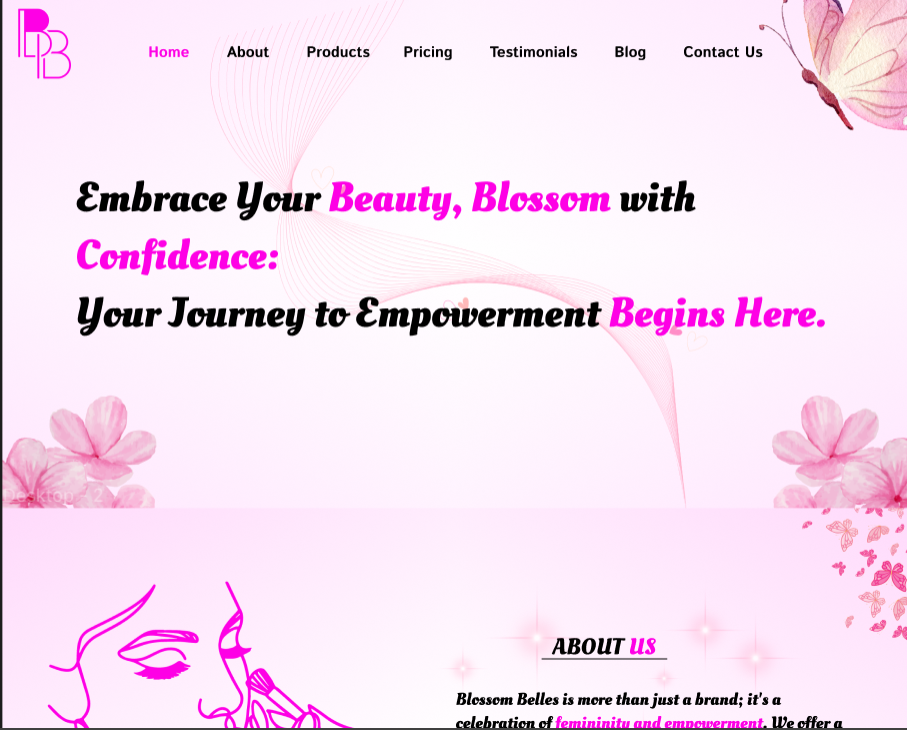 Home About Products Pricing Testimonials Blog Contact Us
Embrace Your Beauty, Blossom with
Confidence:
Your Journey to Empowerment Begins Here.
Desktop - 2
ABOUT US
Blossom Belles is more than just a brand; it's a
celebration of femininity and empowerment. We offer a